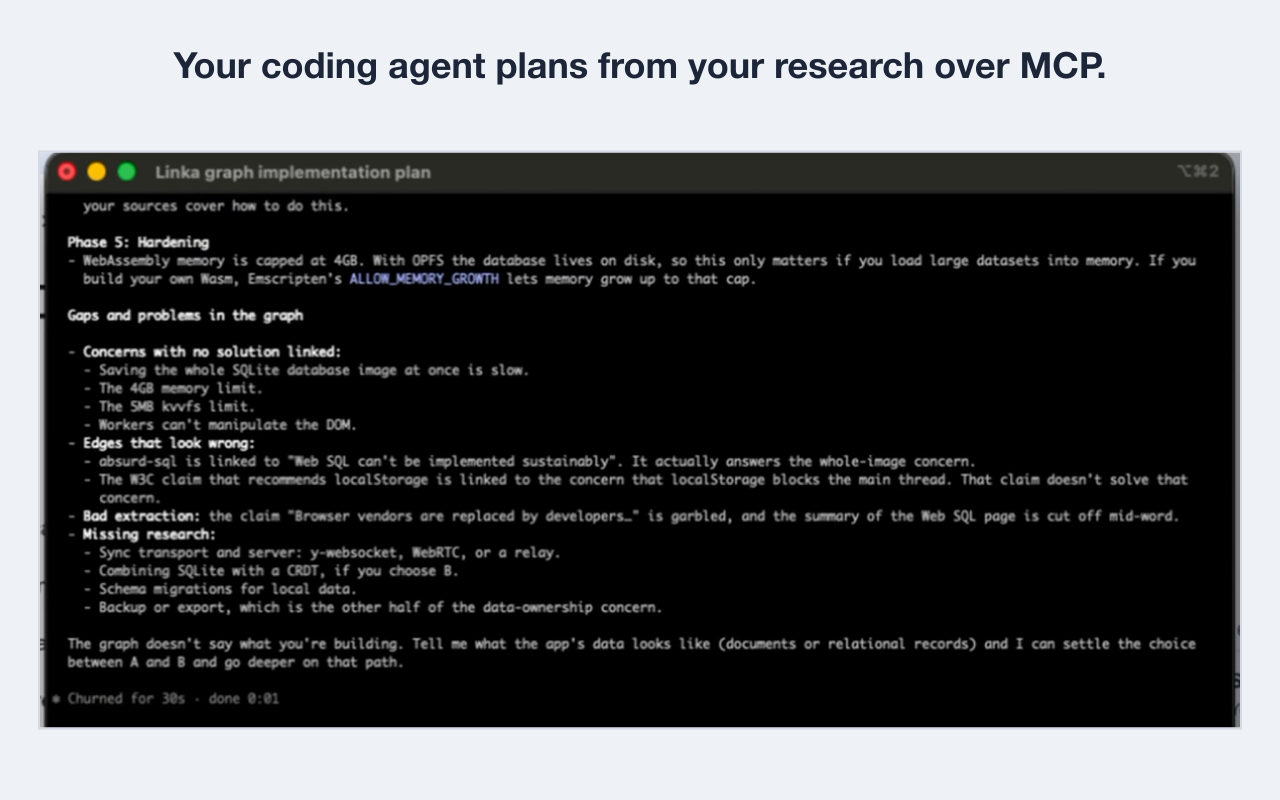 Your coding agent plans from your research over MCP.
Linka graph implementation plan
⌥⌘2
your sources cover how to do this.
Phase 5: Hardening
- WebAssembly memory is capped at 4GB. With OPFS the database lives on disk, so this only matters if you load large datasets into memory. If you
build your own Wasm, Emscripten's ALLOW_MEMORY_GROWTH lets memory grow up to that cap.
Gaps and problems in the graph
- Concerns with no solution linked:
- Saving the whole SQLite database image at once is slow.
- The 4GB memory limit.
- The 5MB kvvfs limit.
- Workers can't manipulate the DOM.
- Edges that look wrong:
- absurd-sql is linked to "Web SQL can't be implemented sustainably". It actually answers the whole-image concern.
- The W3C claim that recommends localStorage is linked to the concern that localStorage blocks the main thread. That claim doesn't solve that
concern.
- Bad extraction: the claim "Browser vendors are replaced by developers…" is garbled, and the summary of the Web SQL page is cut off mid-word.
- Missing research:
- Sync transport and server: y-websocket, WebRTC, or a relay.
- Combining SQLite with a CRDT, if you choose B.
- Schema migrations for local data.
- Backup or export, which is the other half of the data-ownership concern.
The graph doesn't say what you're building. Tell me what the app's data looks like (documents or relational records) and I can settle the choice
between A and B and go deeper on that path.
✻ Churned for 30s · done 0:01